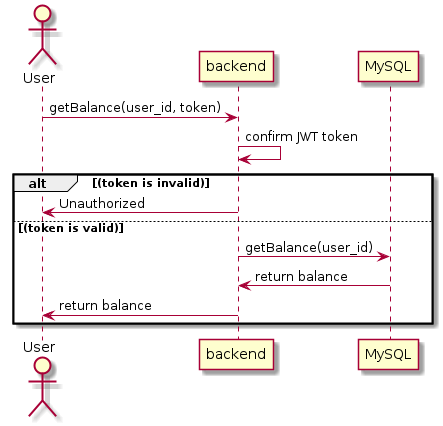 User
backend
MySQL
getBalance(user_id, token)
confirm JWT token
alt [(token is invalid)]
Unauthorized
[(token is valid)]
getBalance(user_id)
return balance
return balance
User
backend
MySQL